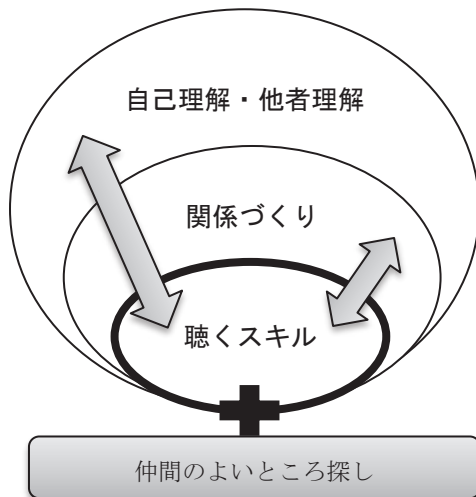 自己理解・他者理解
関係づくり
聴くスキル
仲間のよいところ探し